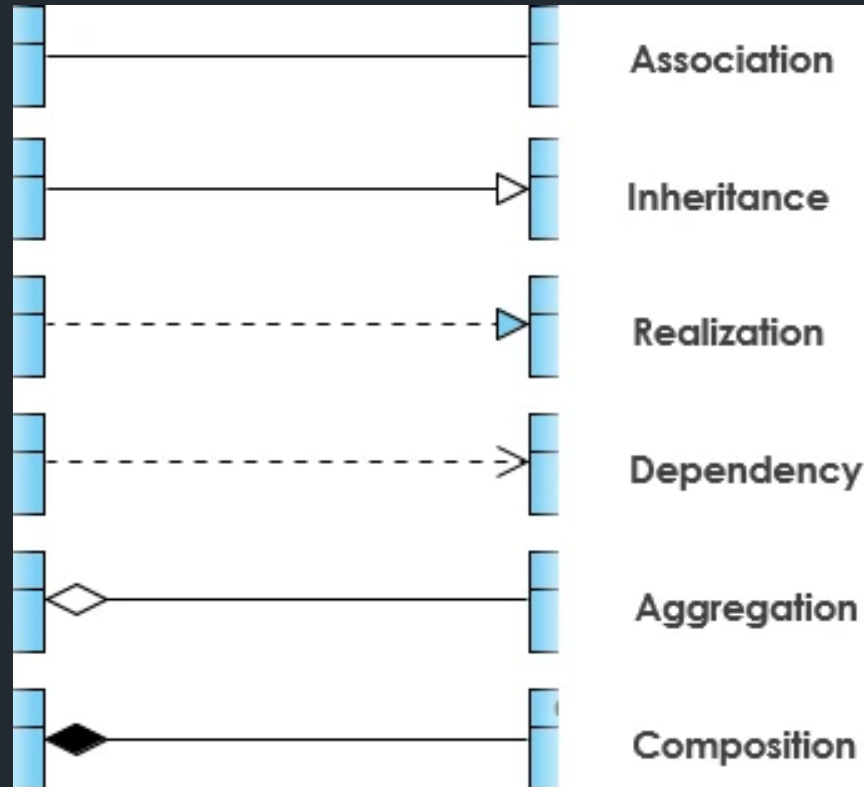 Association
Inheritance
Realization
Dependency
Aggregation
Composition